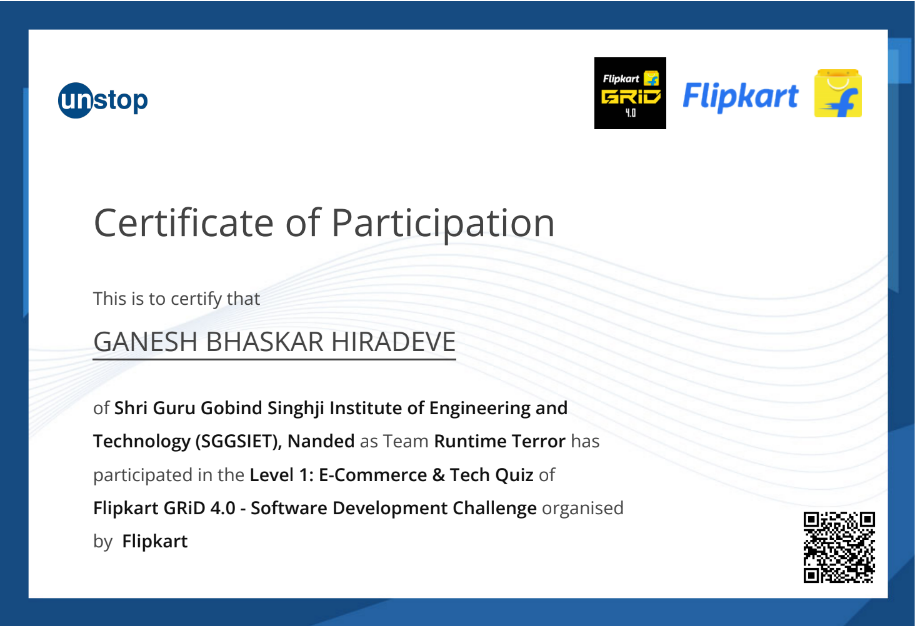 unstop
Flipkart
GRiD
4.0
Flipkart
Certificate of Participation
This is to certify that
GANESH BHASKAR HIRADEVE
of Shri Guru Gobind Singhji Institute of Engineering and
Technology (SGGSIET), Nanded as Team Runtime Terror has
participated in the Level 1: E-Commerce & Tech Quiz of
Flipkart GRiD 4.0 - Software Development Challenge organised
by Flipkart